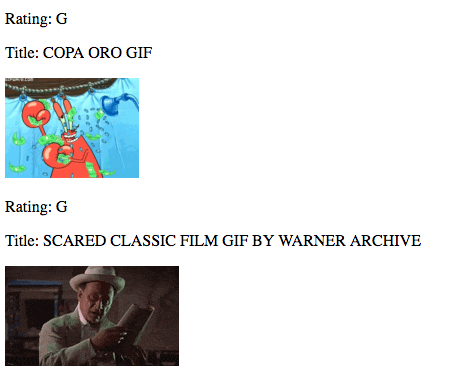 Rating: G
Title: COPA ORO GIF
Rating: G
Title: SCARED CLASSIC FILM GIF BY WARNER ARCHIVE